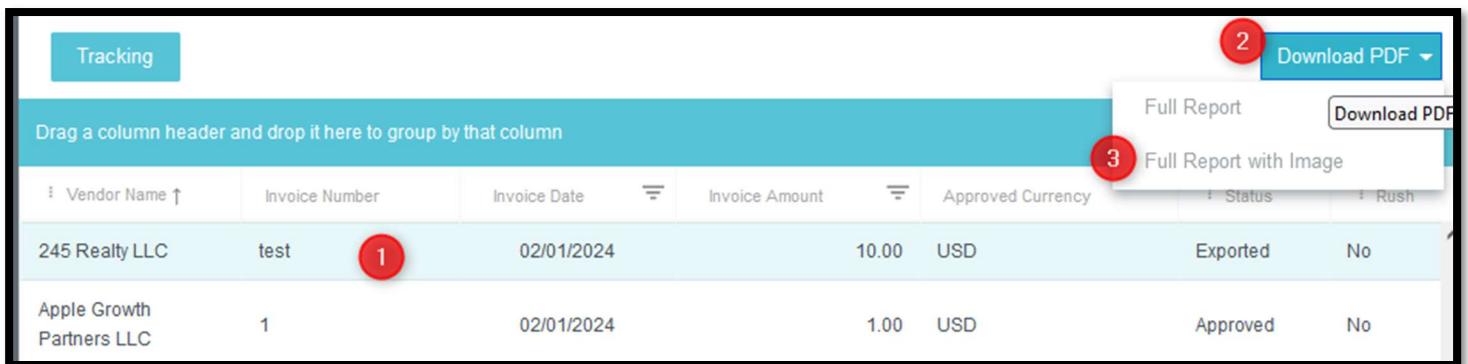 Tracking
2
Download PDF
Full Report
Download PDF
Drag a column header and drop it here to group by that column
3
Full Report with Image
Vendor Name ↑ Invoice Number Invoice Date Invoice Amount Approved Currency Status Rush
245 Realty LLC test 1 02/01/2024 10.00 USD Exported No
Apple Growth
Partners LLC 1 02/01/2024 1.00 USD Approved No